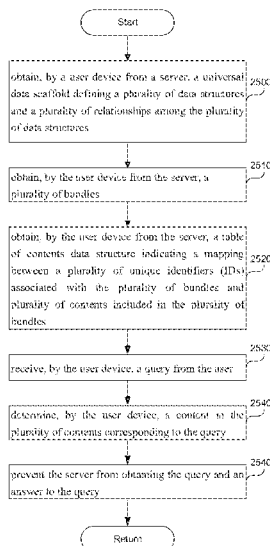 Start
obtain, by a user device from a server, a universal
data scaffold defining a plurality of data structures
and a plurality of relationships among the plurality
of data structures
2500
obtain, by the user device from the server, a
plurality of bundles
2510
obtain, by the user device from the server, a table
of contents data structure indicating a mapping
between a plurality of unique identifiers (IDs)
associated with the plurality of bundles and
plurality of contents included in the plurality of
bundles
2520
receive, by the user device, a query from the user
2530
determine, by the user device, a content in the
plurality of contents corresponding to the query
2540
prevent the server from obtaining the query and an
answer to the query
2540
Return